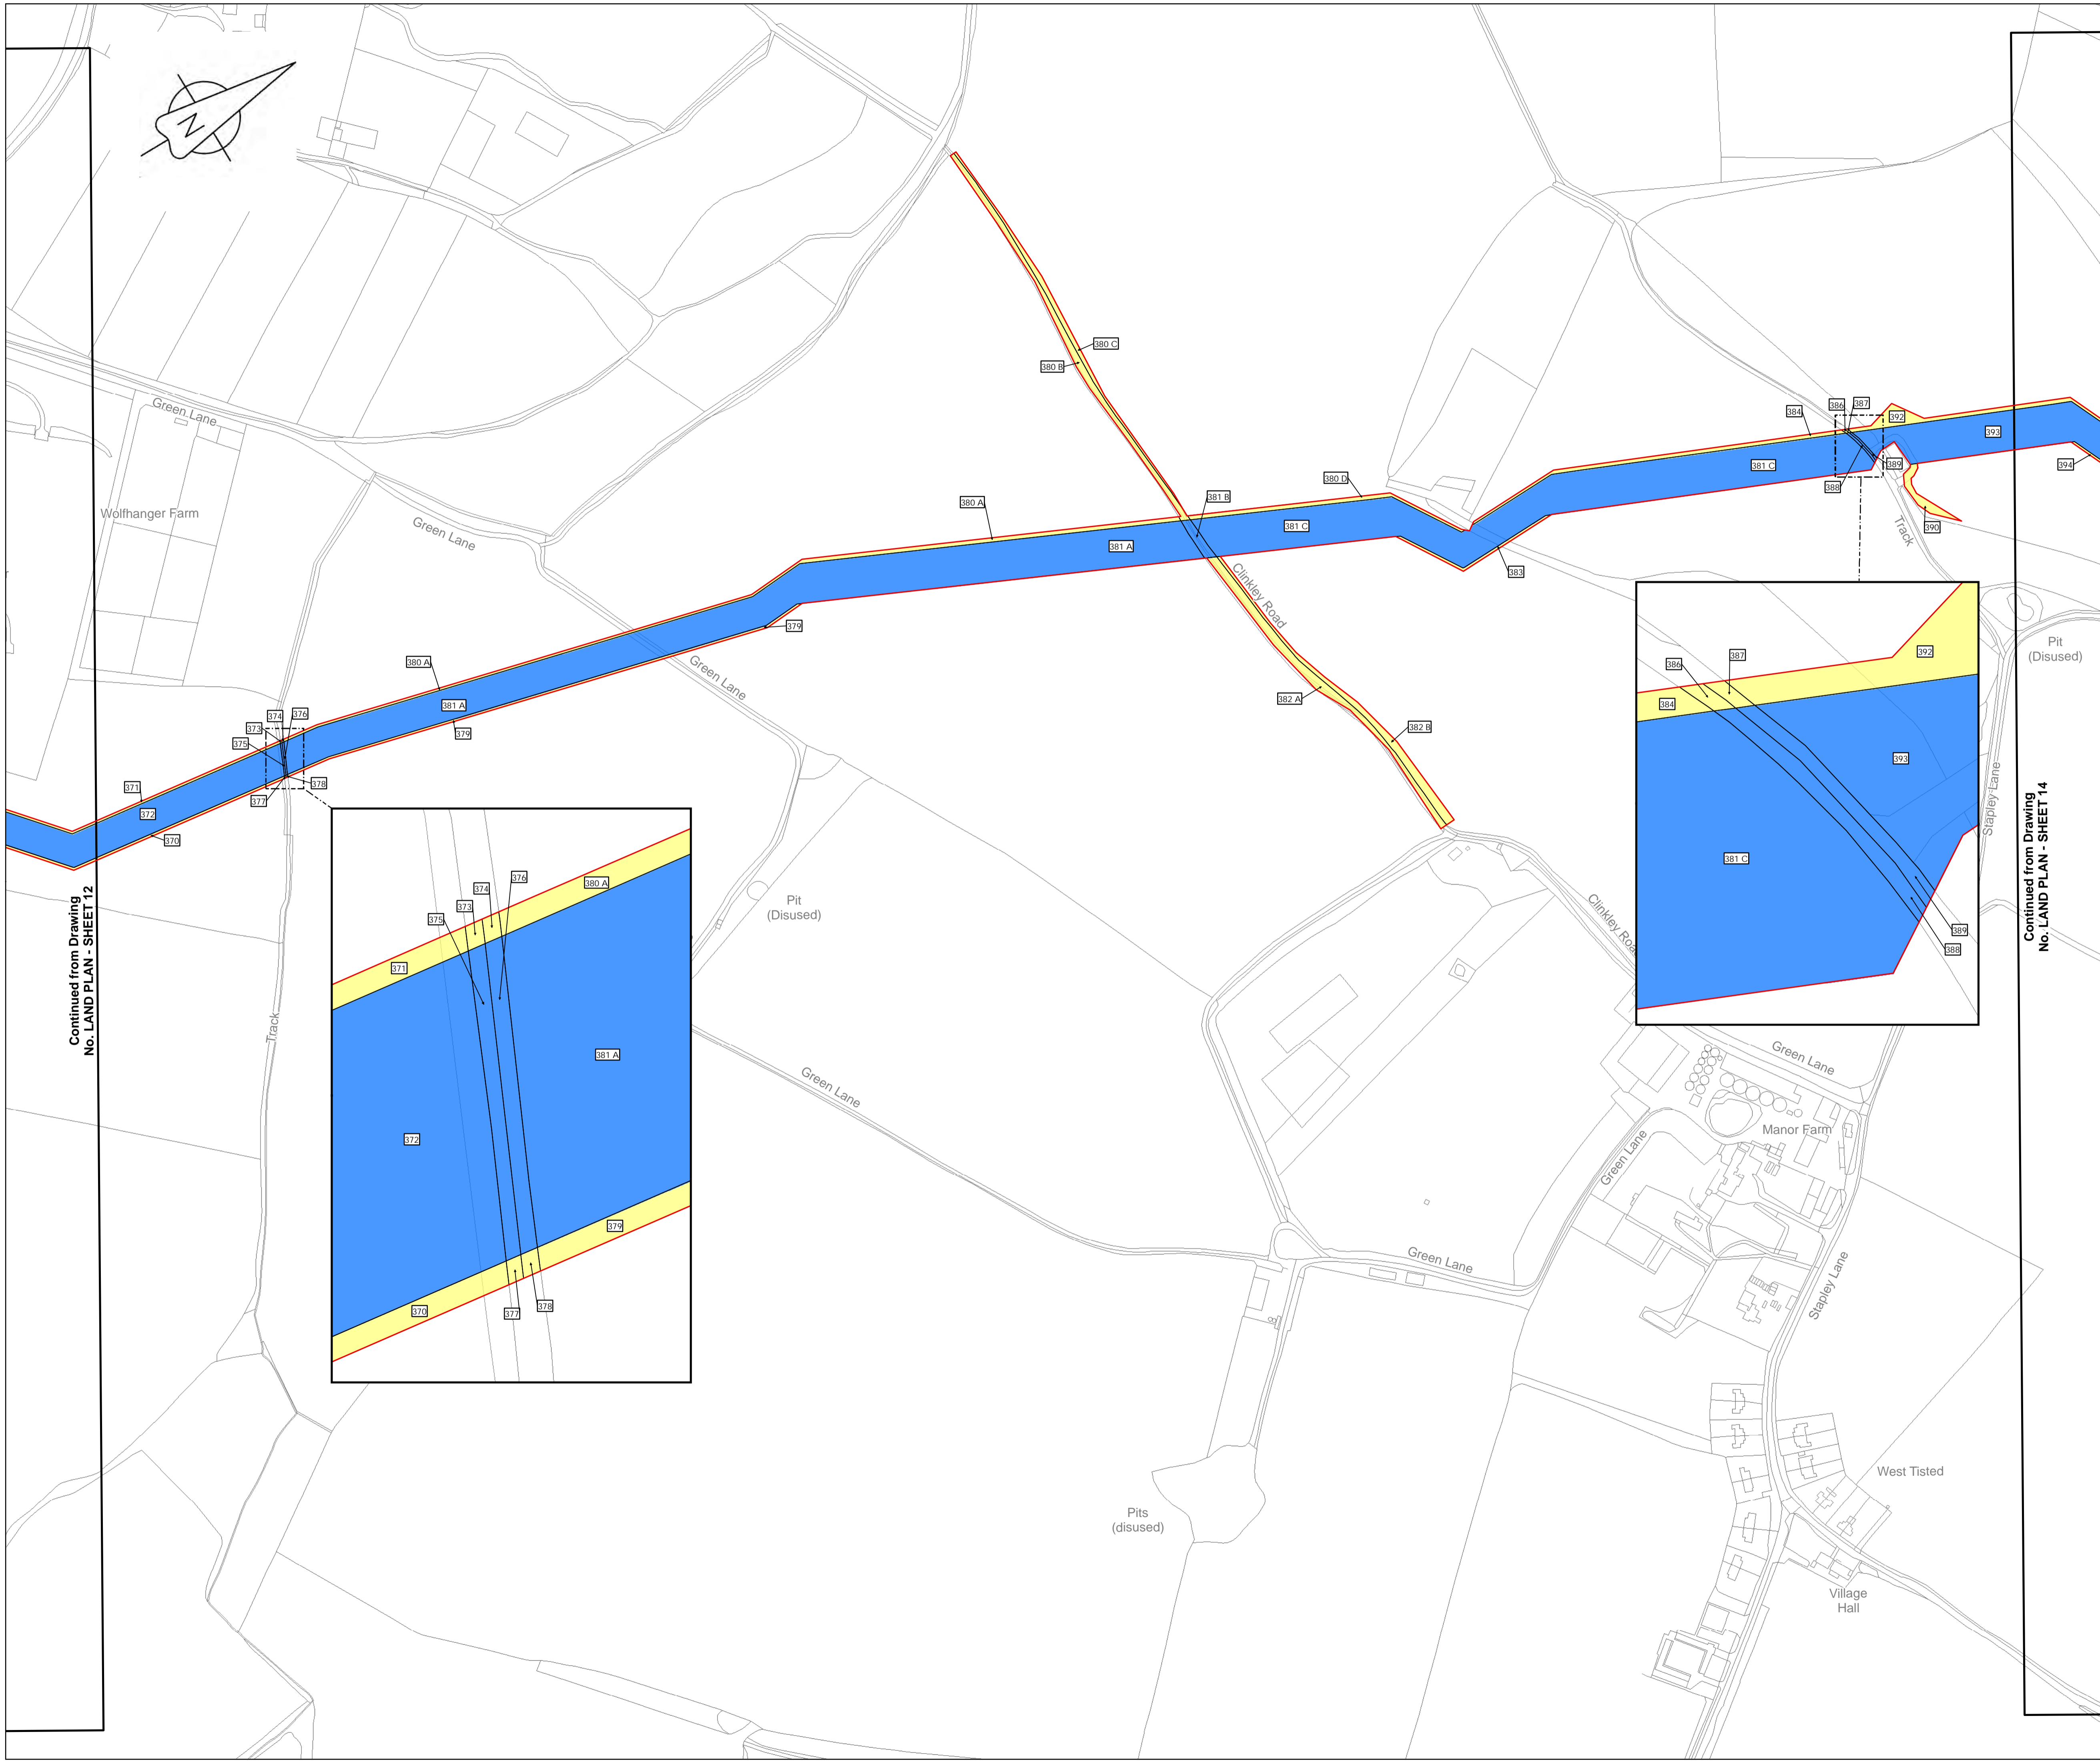 N
380 C
380 B
Green Lane
386
387
384
392
393
394
389
388
381 C
380 D
381 B
380 A
381 C
381 A
390
Track
Wolfhanger Farm
Green Lane
383
Clinkley Road
379
Pit
(Disused)
Green Lane
380 A
381 A
382 A
382 B
374
376
373
375
379
378
377
371
372
370
386
387
392
384
393
381 C
389
388
Stapley Lane
Continued from Drawing
No. LAND PLAN - SHEET 14
Continued from Drawing
No. LAND PLAN - SHEET 12
376
374
380 A
373
375
371
381 A
372
379
370
377
378
Pit
(Disused)
Clinkley Road
Track
Green Lane
Green Lane
Manor Farm
Green Lane
Green Lane
Stapley Lane
West Tisted
Pits
(disused)
Village
Hall